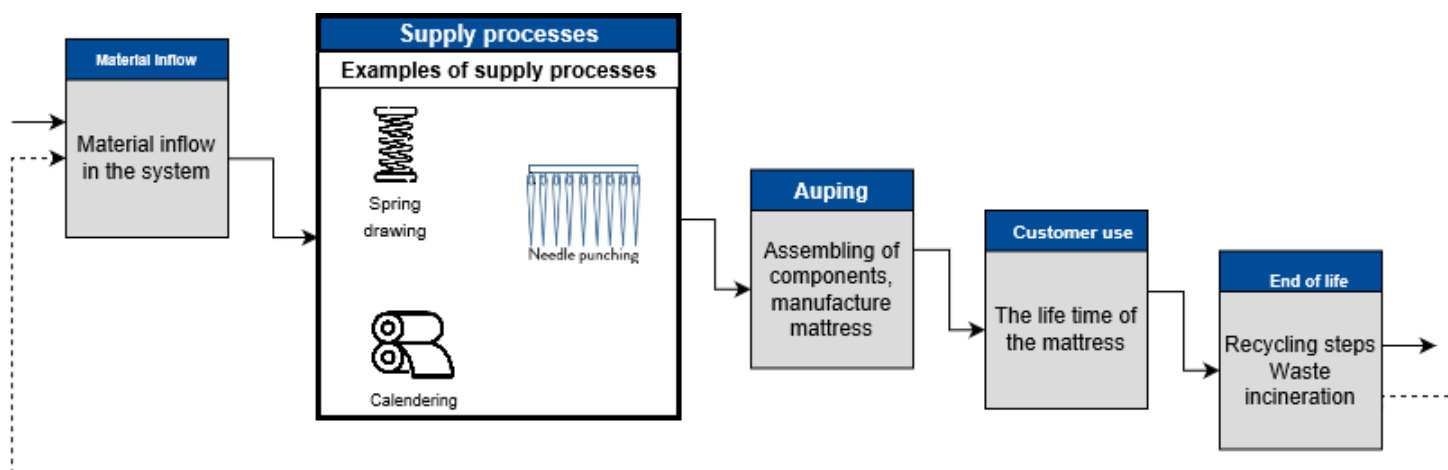 Material Inflow
Material inflow
in the system
Supply processes
Examples of supply processes
Spring
drawing
Needle punching
Calendering
Auping
Assembling of
components,
manufacture
mattress
Customer use
The life time of
the mattress
End of life
Recycling steps
Waste
incineration